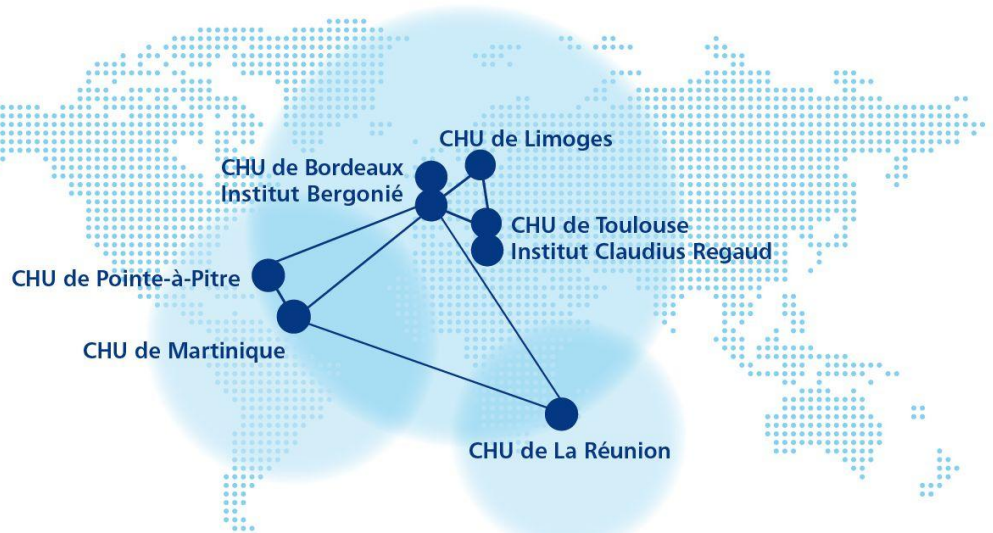 CHU de Limoges
CHU de Bordeaux
Institut Bergonié
CHU de Toulouse
Institut Claudius Regaud
CHU de Pointe-à-Pitre
CHU de Martinique
CHU de La Réunion